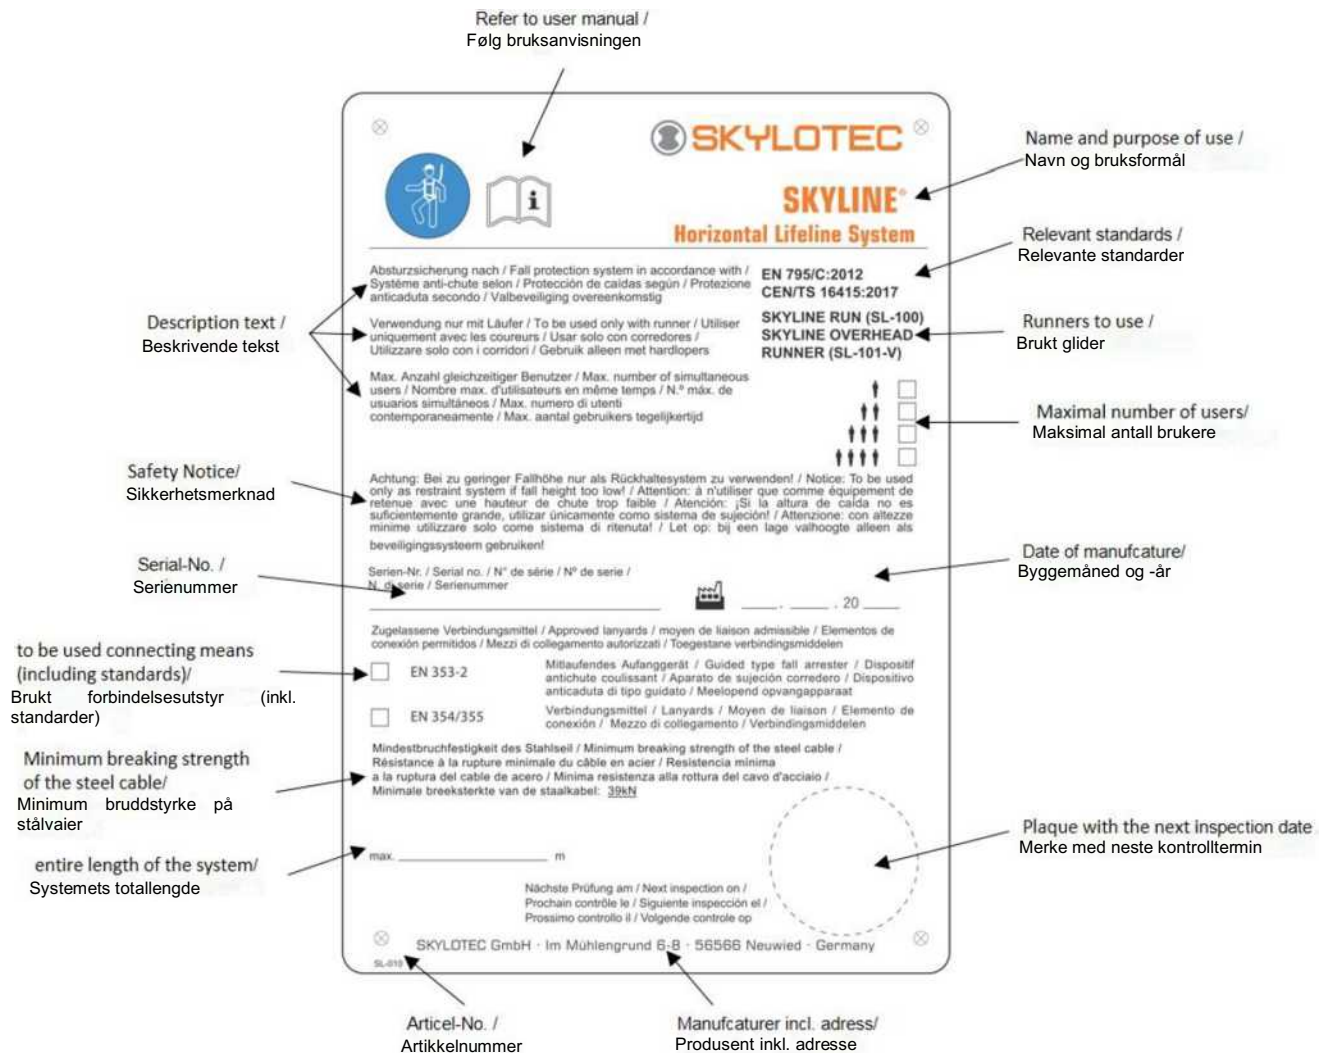 Refer to user manual /
Følg bruksanvisningen
SKYLOTEC
Name and purpose of use /
Navn og bruksformål
i
SKYLINE®
Horizontal Lifeline System
Relevant standards /
Relevante standarder
Absturzsicherung nach / Fall protection system in accordance with /
Système anti-chute selon / Protección de caídas según / Protezione
anticaduta secondo / Valbeveiliging overeenkomstig
EN 795/C:2012
CEN/TS 16415:2017
Description text /
Beskrivende tekst
Verwendung nur mit Läufer / To be used only with runner / Utiliser
uniquement avec les coureurs / Usar solo con corredores /
Utilizzare solo con i corridori / Gebruik alleen met hardlopers
SKYLINE RUN (SL-100)
SKYLINE OVERHEAD
RUNNER (SL-101-V)
Runners to use /
Brukt glider
Max. Anzahl gleichzeitiger Benutzer / Max. number of simultaneous
users / Nombre max. d'utilisateurs en même temps / N.º máx. de
usuarios simultáneos / Max. numero di utenti
contemporaneamente / Max. aantal gebruikers tegelijkertijd
Maximal number of users/
Maksimal antall brukere
Safety Notice/
Sikkerhetsmerknad
Achtung: Bei zu geringer Fallhöhe nur als Rückhaltesystem zu verwenden! / Notice: To be used
only as restraint system if fall height too low! / Attention: à n'utiliser que comme équipement de
retenue avec une hauteur de chute trop faible / Atención: ¡Si la altura de caída no es
suficientemente grande, utilizar únicamente como sistema de sujeción! / Attenzione: con altezze
minime utilizzare solo come sistema di ritenuta! / Let op: bij een lage valhoogte alleen als
beveiligingssysteem gebruiken!
Serial-No. /
Serienummer
Serien-Nr. / Serial no. / N° de série / Nº de serie /
N. di serie / Serienummer
. . 20
Date of manufcature/
Byggemåned og -år
Zugelassene Verbindungsmittel / Approved lanyards / moyen de liaison admissible / Elementos de
conexión permitidos / Mezzi di collegamento autorizzati / Toegestane verbindingsmiddelen
to be used connecting means
(including standards)/
Brukt forbindelsesutstyr (inkl.
standarder)
EN 353-2
Mitlaufendes Aufanggerät / Guided type fall arrester / Dispositif
antichute coulissant / Aparato de sujeción corredero / Dispositivo
anticaduta di tipo guidato / Meelopend opvangapparaat
EN 354/355
Verbindungsmittel / Lanyards / Moyen de liaison / Elemento de
conexión / Mezzo di collegamento / Verbindingsmiddelen
Minimum breaking strength
of the steel cable/
Minimum bruddstyrke på
stålvaier
Mindestbruchfestigkeit des Stahlseil / Minimum breaking strength of the steel cable /
Résistance à la rupture minimale du câble en acier / Resistencia mínima
a la ruptura del cable de acero / Minima resistenza alla rottura del cavo d'acciaio /
Minimale breeksterkte van de staalkabel: 39kN
entire length of the system/
Systemets totallengde
max. m
Plaque with the next inspection date
Merke med neste kontrolltermin
Nächste Prüfung am / Next inspection on /
Prochain contrôle le / Siguiente inspección el /
Prossimo controllo il / Volgende controle op
SKYLOTEC GmbH · Im Mühlengrund 6-8 · 56566 Neuwied · Germany
SL-010
Articel-No. /
Artikkelnummer
Manufcaturer incl. adress/
Produsent inkl. adresse